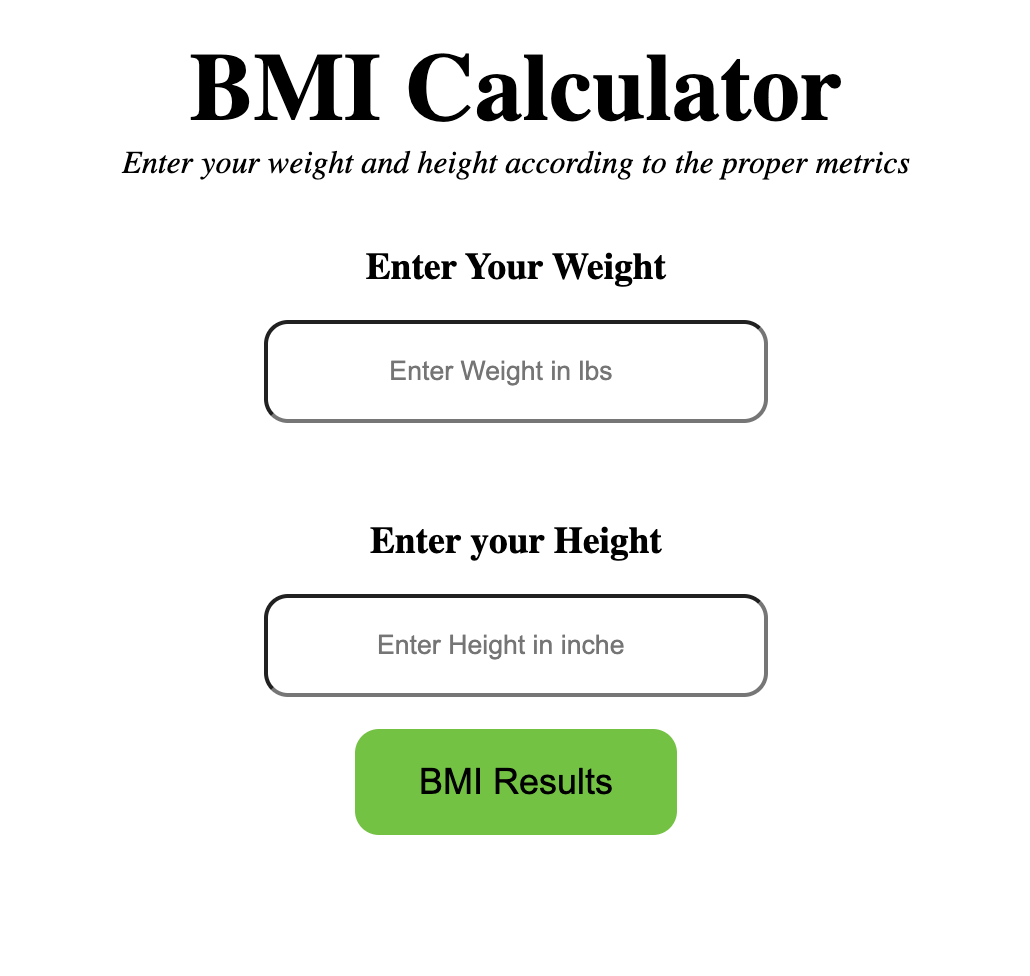 BMI Calculator
Enter your weight and height according to the proper metrics
Enter Your Weight
Enter Weight in lbs
Enter your Height
Enter Height in inche
BMI Results